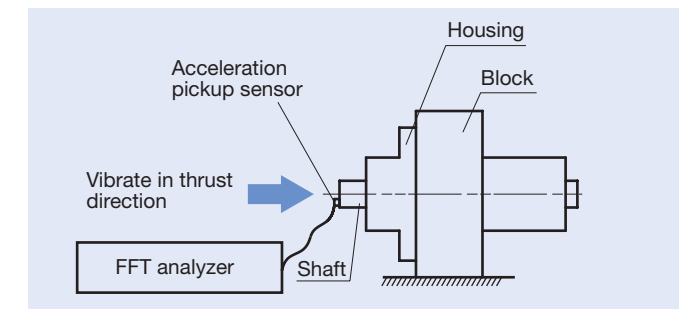 Housing
Acceleration
pickup sensor
Block
Vibrate in thrust
direction
FFT analyzer
Shaft